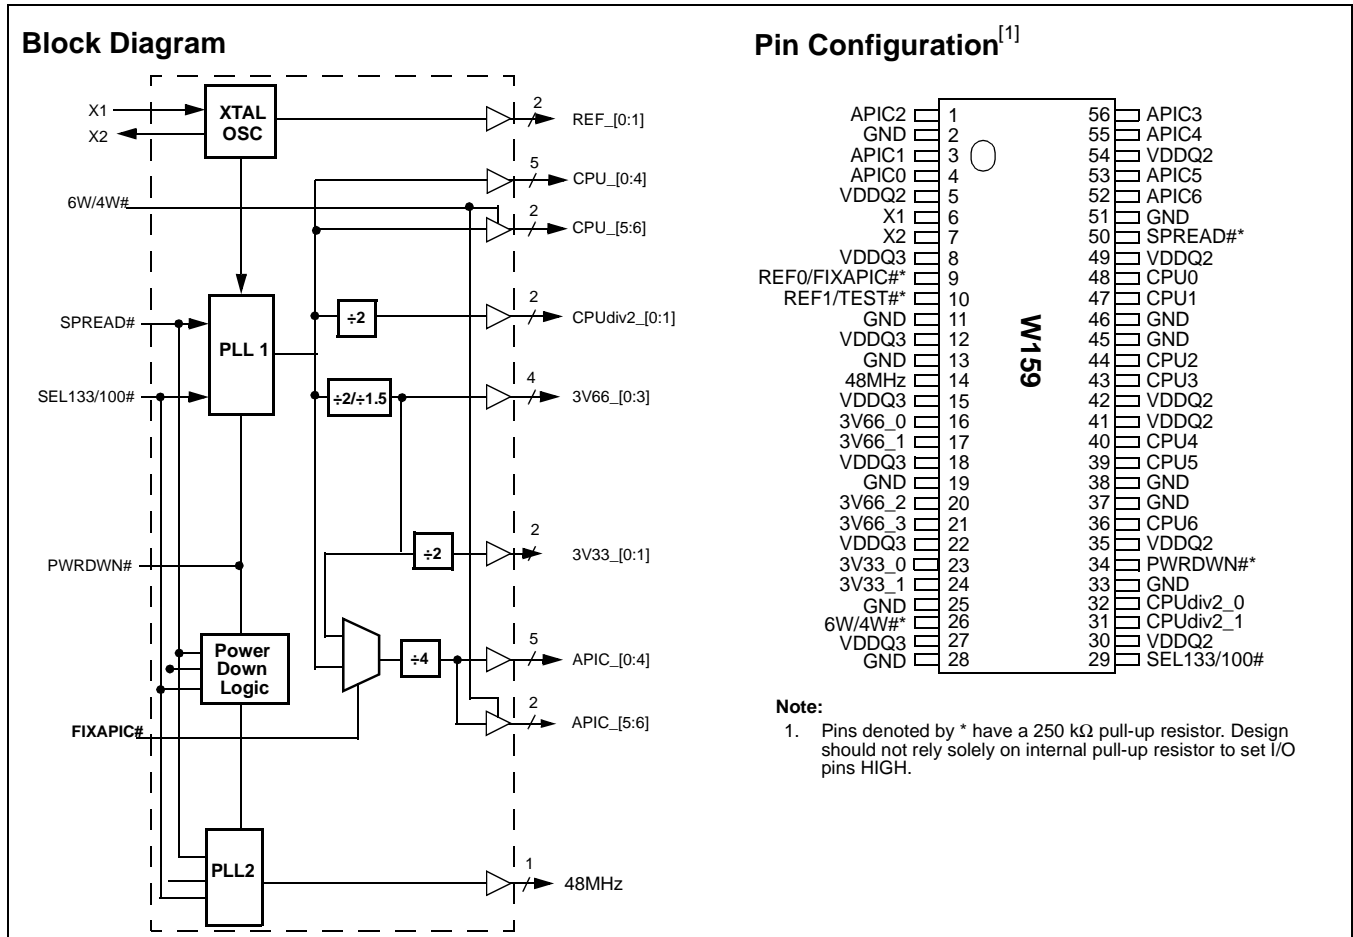 Block Diagram
X1
X2
XTAL
OSC
2
REF_[0:1]
5
CPU_[0:4]
6W/4W#
2
CPU_[5:6]
SPREAD#
PLL 1
÷2
2
CPUdiv2_[0:1]
SEL133/100#
÷2/÷1.5
4
3V66_[0:3]
PWRDWN#
÷2
2
3V33_[0:1]
Power
Down
Logic
÷4
5
APIC_[0:4]
FIXAPIC#
2
APIC_[5:6]
PLL2
1
48MHz
Pin Configuration[1]
APIC2 1 56 APIC3
GND 2 55 APIC4
APIC1 3 54 VDDQ2
APIC0 4 53 APIC5
VDDQ2 5 52 APIC6
X1 6 51 GND
X2 7 50 SPREAD#*
VDDQ3 8 49 VDDQ2
REF0/FIXAPIC#* 9 48 CPU0
REF1/TEST#* 10 47 CPU1
GND 11 46 GND
VDDQ3 12 45 GND
GND 13 44 CPU2
48MHz 14 43 CPU3
VDDQ3 15 42 VDDQ2
3V66_0 16 41 VDDQ2
3V66_1 17 40 CPU4
VDDQ3 18 39 CPU5
GND 19 38 GND
3V66_2 20 37 GND
3V66_3 21 36 CPU6
VDDQ3 22 35 VDDQ2
3V33_0 23 34 PWRDWN#*
3V33_1 24 33 GND
GND 25 32 CPUdiv2_0
6W/4W#* 26 31 CPUdiv2_1
VDDQ3 27 30 VDDQ2
GND 28 29 SEL133/100#
W159
Note:
1. Pins denoted by * have a 250 kΩ pull-up resistor. Design
should not rely solely on internal pull-up resistor to set I/O
pins HIGH.